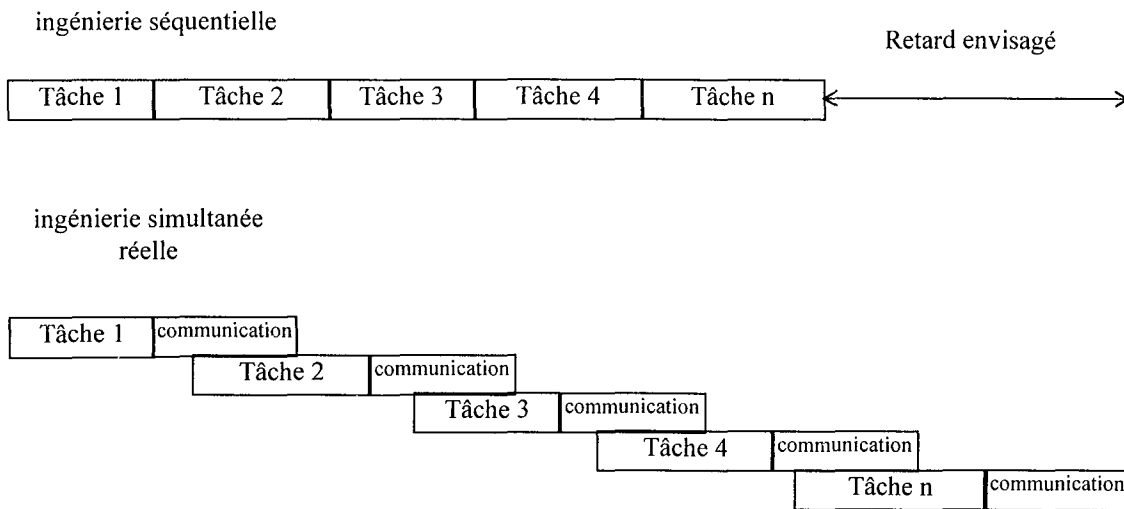 ingénierie séquentielle
Retard envisagé
Tâche 1 Tâche 2 Tâche 3 Tâche 4 Tâche n
ingénierie simultanée
réelle
Tâche 1 communication
Tâche 2 communication
Tâche 3 communication
Tâche 4 communication
Tâche n communication